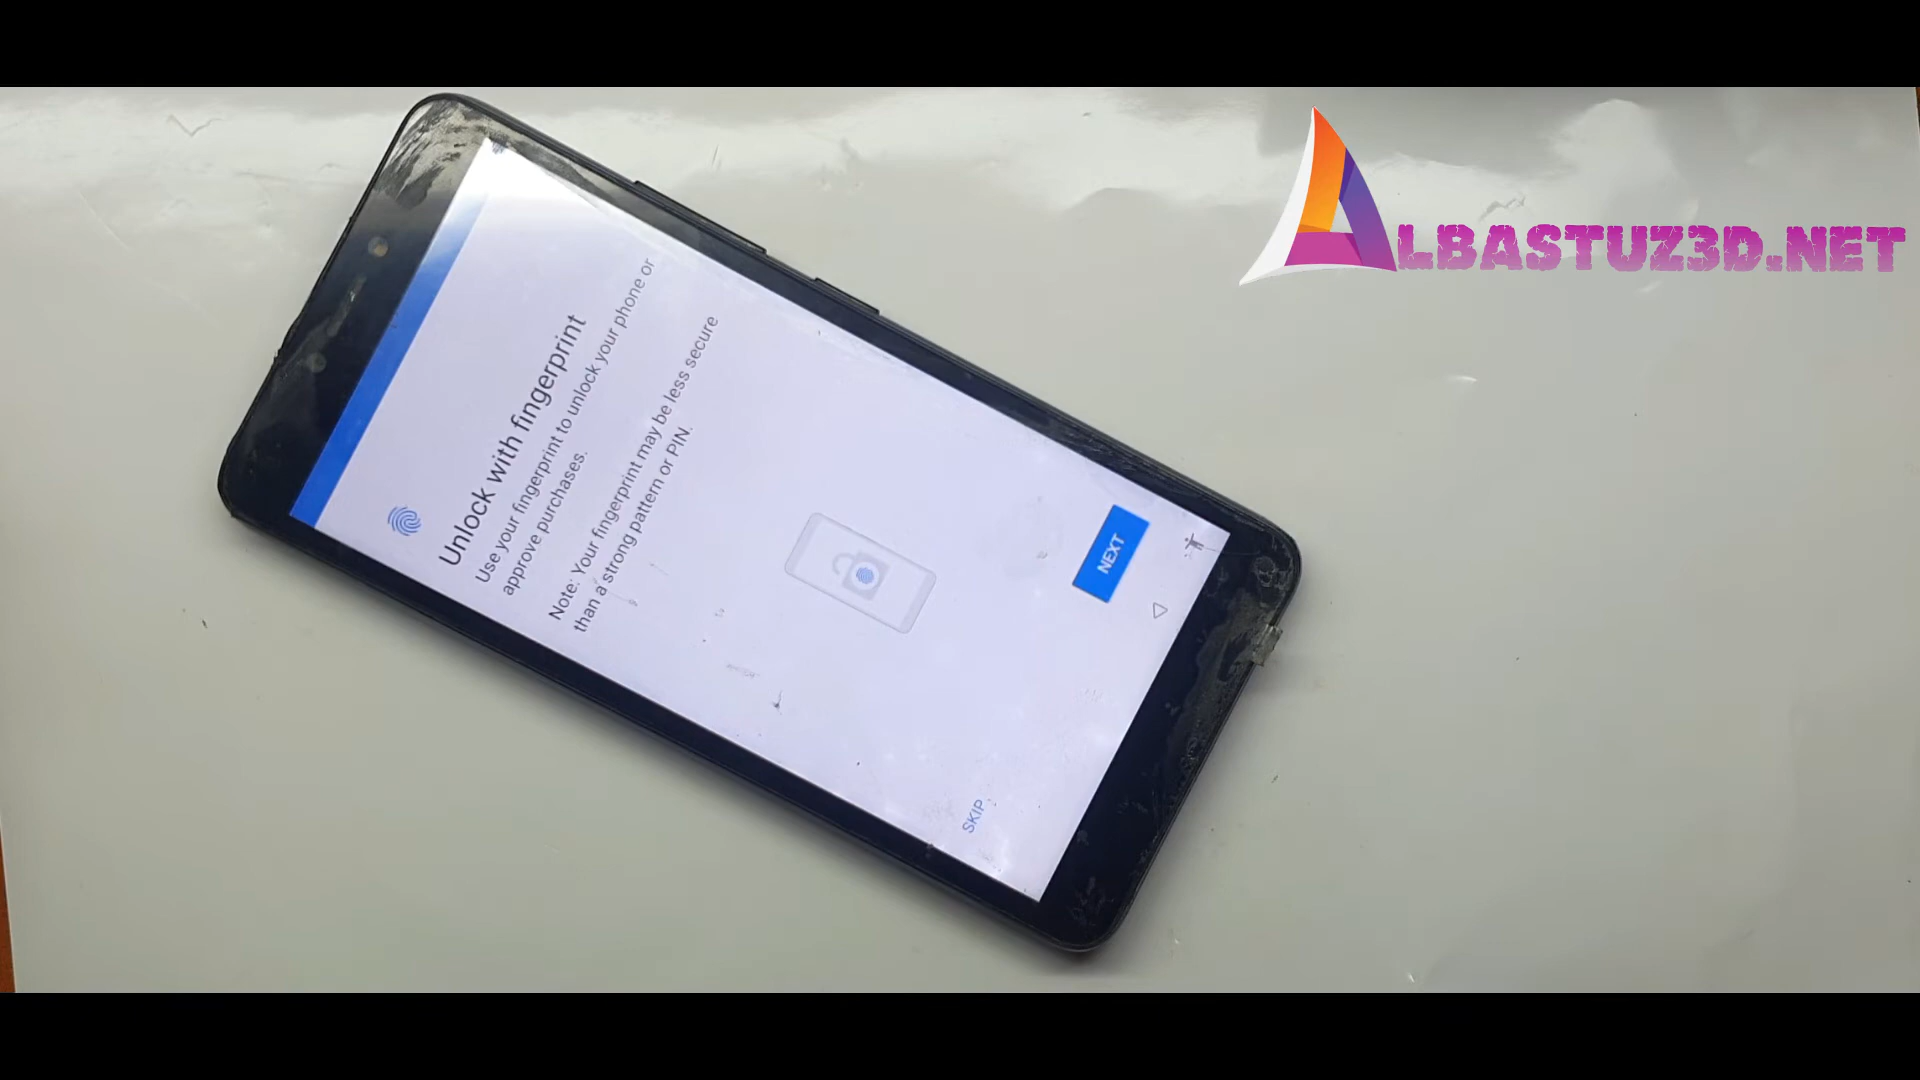 ALBASTUZ3D.NET
Unlock with fingerprint
Use your fingerprint to unlock your phone or
approve purchases.
Note: Your fingerprint may be less secure
than a strong pattern or PIN.
NEXT
SKIP